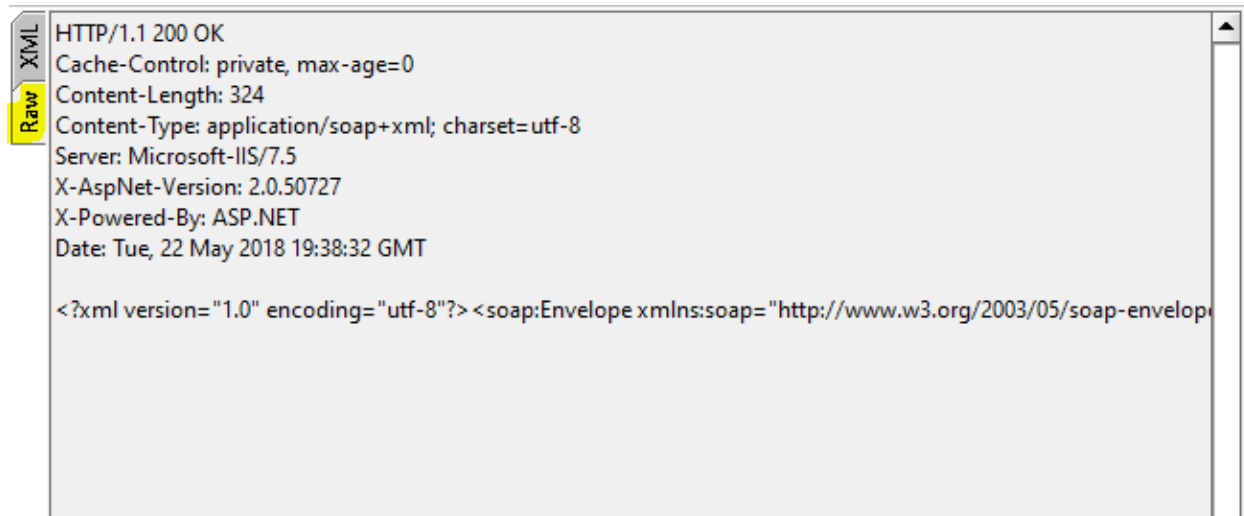 XML
Raw
HTTP/1.1 200 OK
Cache-Control: private, max-age=0
Content-Length: 324
Content-Type: application/soap+xml; charset=utf-8
Server: Microsoft-IIS/7.5
X-AspNet-Version: 2.0.50727
X-Powered-By: ASP.NET
Date: Tue, 22 May 2018 19:38:32 GMT
<?xml version="1.0" encoding="utf-8"?><soap:Envelope xmlns:soap="http://www.w3.org/2003/05/soap-envelop